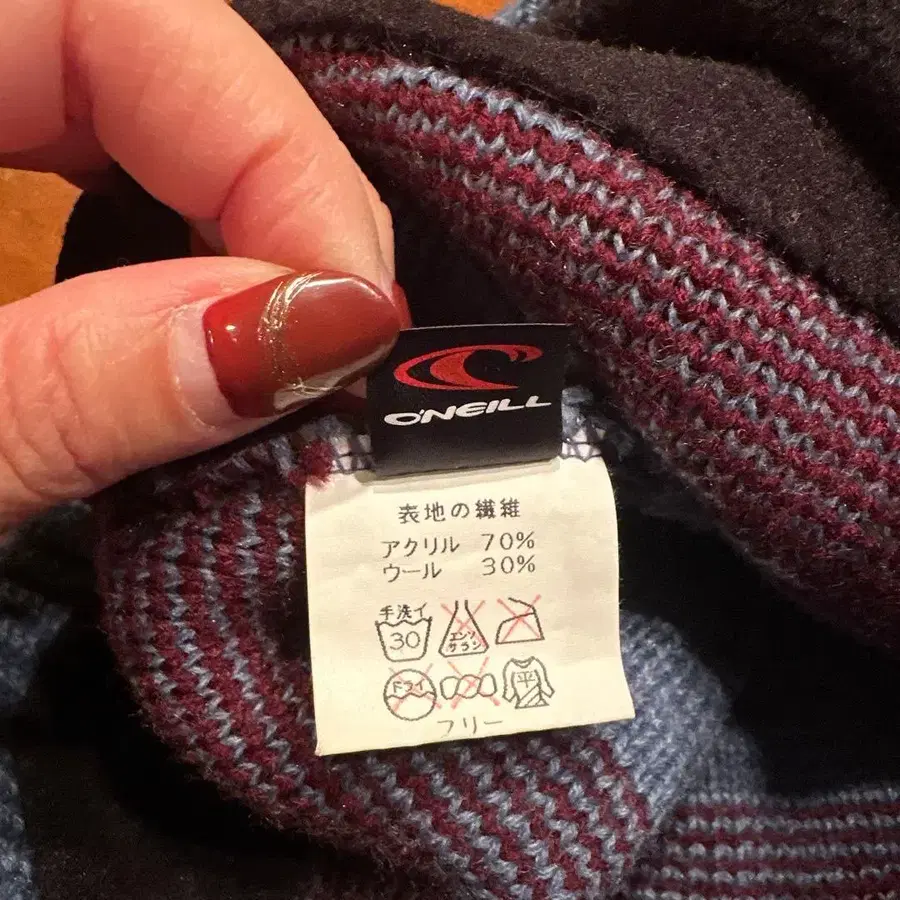 O'NEILL
表地の繊維
アクリル 70%
ウール 30%
手洗イ
30
エンソ
サラシ
ドライ
平
フリー